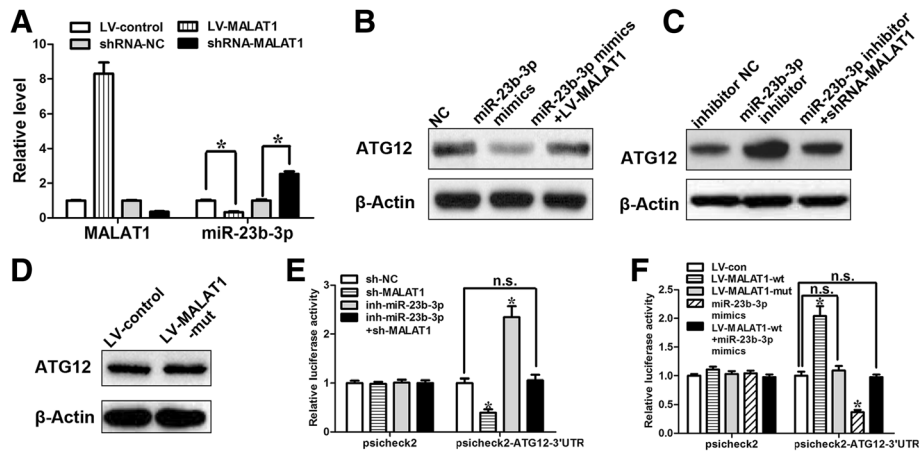 A
LV-control
LV-MALAT1
shRNA-NC
shRNA-MALAT1
Relative level
10
8
6
4
2
0
*
*
MALAT1
miR-23b-3p
B
NC
miR-23b-3p
mimics
miR-23b-3p mimics
+LV-MALAT1
ATG12
β-Actin
C
inhibitor NC
miR-23b-3p
inhibitor
miR-23b-3p inhibitor
+shRNA-MALAT1
ATG12
β-Actin
D
LV-control
LV-MALAT1
-mut
ATG12
β-Actin
E
sh-NC
sh-MALAT1
inh-miR-23b-3p
inh-miR-23b-3p
+sh-MALAT1
Relative luciferase activity
3
2
1
0
n.s.
*
*
psicheck2
psicheck2-ATG12-3'UTR
F
LV-con
LV-MALAT1-wt
LV-MALAT1-mut
miR-23b-3p
mimics
LV-MALAT1-wt
+miR-23b-3p
mimics
Relative luciferase activity
2.5
2.0
1.5
1.0
0.5
0.0
n.s.
n.s.
*
*
psicheck2
psicheck2-ATG12-3'UTR